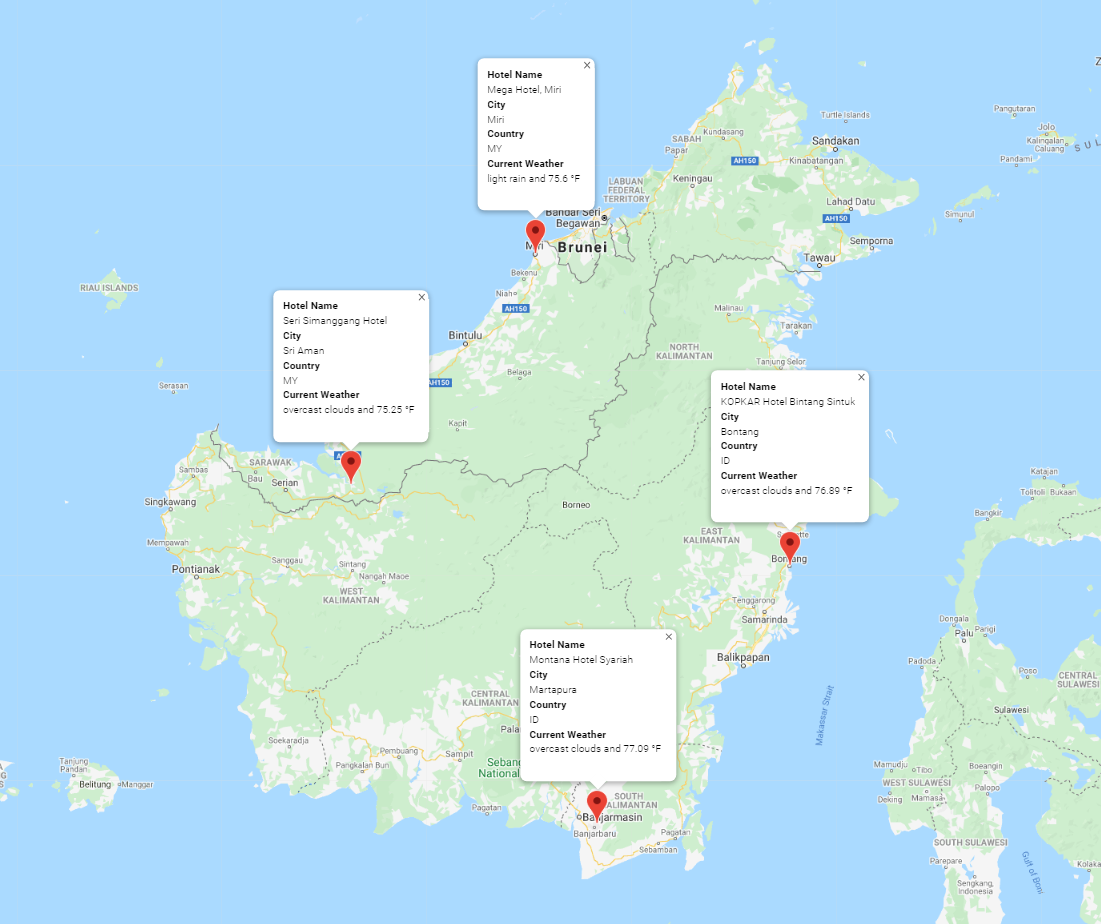 Hotel Name
Mega Hotel, Miri
City
Miri
Country
MY
Current Weather
light rain and 75.6 °F
Turtle Islands
Pangutaran
Jolo
Kalingalan
Caluang
Pandami
SUL
Z
SABAH
Kundasang
Papar
Sandakan
AH150
Kinabatangan
Keningau
LABUAN
FEDERAL
TERRITORY
Lahad Datu
AH150
Simunul
Bandar Seri
Begawan
Brunei
Semporna
Tawau
Bekenu
Niah
AH150
RIAU ISLANDS
Malinau
Tarakan
Bintulu
NORTH
KALIMANTAN
Tanjung Selor
Belaga
Serasan
AH150
Hotel Name
Seri Simanggang Hotel
City
Sri Aman
Country
MY
Current Weather
overcast clouds and 75.25 °F
Hotel Name
KOPKAR Hotel Bintang Sintuk
City
Bontang
Country
ID
Current Weather
overcast clouds and 76.89 °F
Kapit
Sambas
SARAWAK
Bau
Serian
Singkawang
Borneo
Katajan
Tolitoli
Bukaan
Bangkir
Mempawah
EAST
KALIMANTAN
Bontang
Pontianak
Sanggau
Sintang
Nangah Maoe
WEST
KALIMANTAN
Tenggarong
Samarinda
Dongala
Palu
Pangi
Balikpapan
Padoda
Poso
CENTRAL
SULAWESI
Hotel Name
Montana Hotel Syariah
City
Martapura
Country
ID
Current Weather
overcast clouds and 77.09 °F
CENTRAL
KALIMANTAN
Makassar Strait
Sulawesi
Pala
Soekaradja
Pembuang
Sampit
Pangkalan Bun
Seban
National
Tanjung
Pandan
Belitung
Mangger
Mamudju
Tibo
Boeangin
WEST SULAWESI
Palopo
Deking
Mamasa
Pagatan
SOUTH
KALIMANTAN
Banjarmasin
Banjarbaru
Pagatan
Sebamban
SOUTH SULAWESI
Parepare
Gulf of Boni
Kolaka
Sengkang,
Indonesia